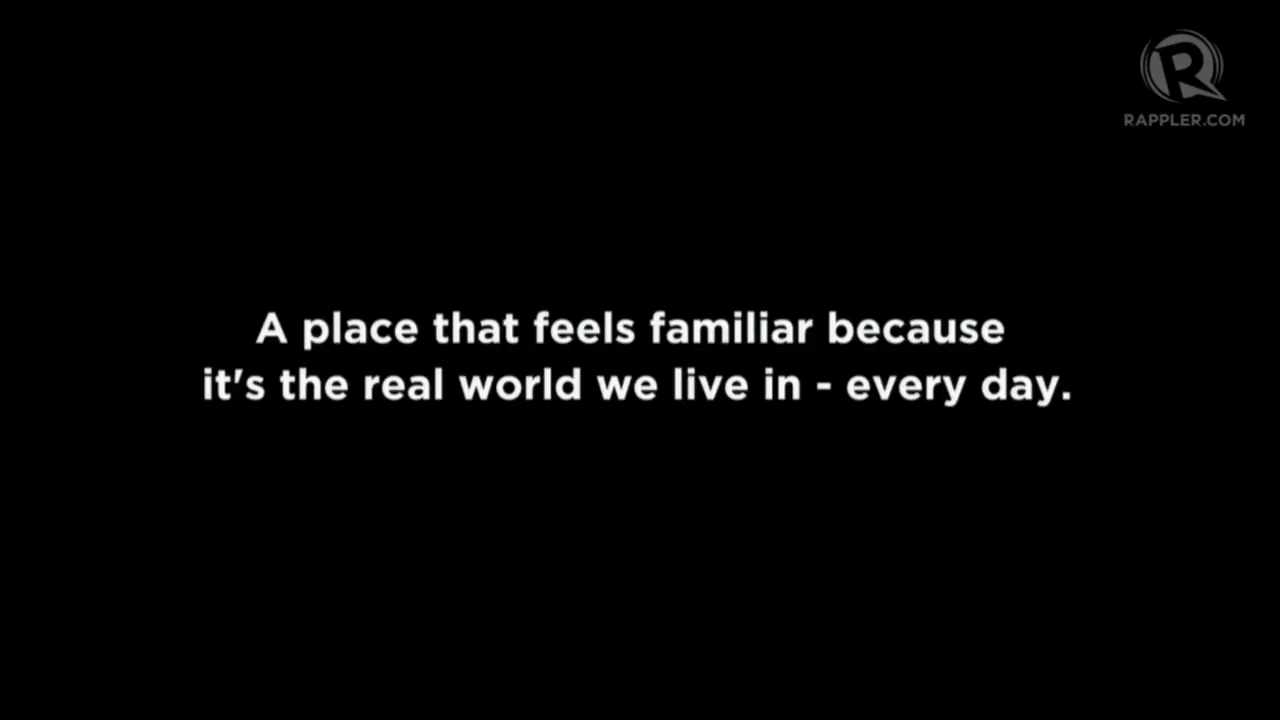 RAPPLER.COM
A place that feels familiar because
it's the real world we live in - every day.